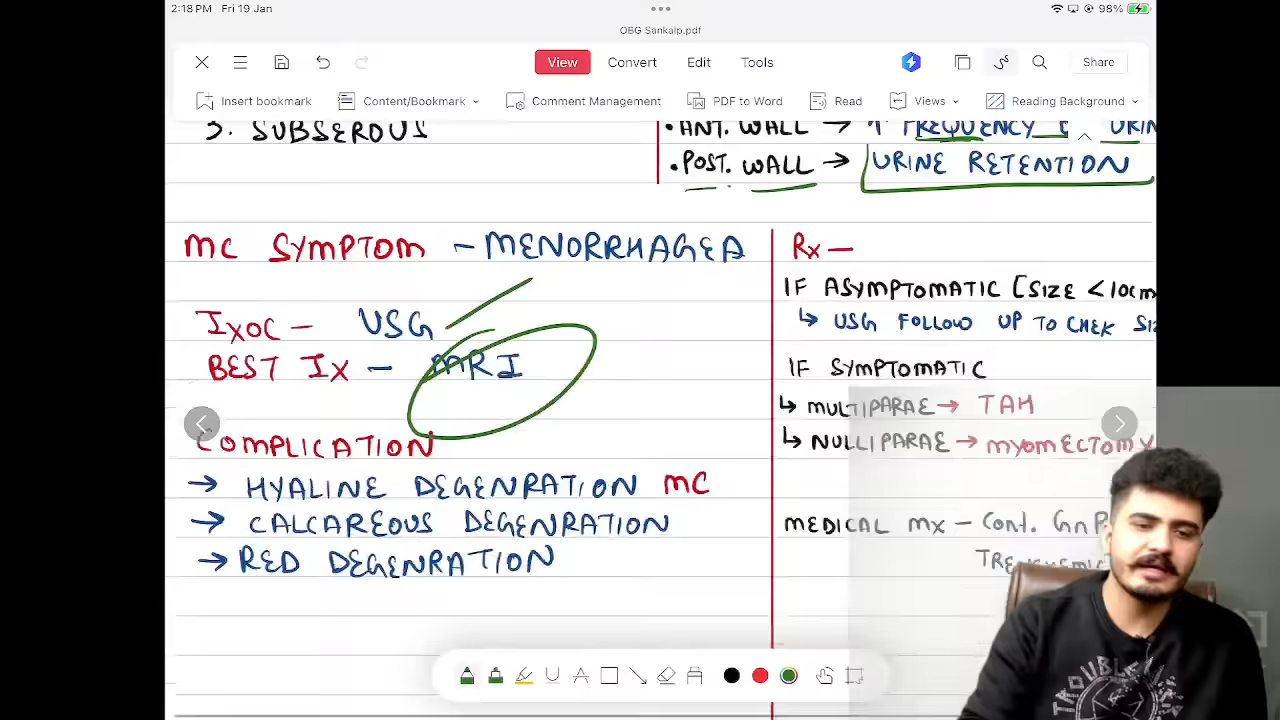 2:18 PM Fri 19 Jan
98%
OBG Sankalp.pdf
View Convert Edit Tools Share
Insert bookmark Content/Bookmark Comment Management PDF to Word Read Views Reading Background
3. SUBSEROUS
• ANT. WALL → ↑ FREQUENCY
• POST. WALL → URINE RETENTION
MC SYMPTOM - MENORRHAGEA
IxOC - USG
BEST Ix - MRI
COMPLICATION
→ HYALINE DEGENRATION MC
→ CALCAREOUS DEGENRATION
→ RED DEGENRATION
Rx -
IF ASYMPTOMATIC [SIZE < 10cm
↳ USG FOLLOW UP TO CHEK
IF SYMPTOMATIC
↳ MULTIPARAE → TAH
↳ NULLIPARAE → MYOMECTOMY
MEDICAL MX - Cont.